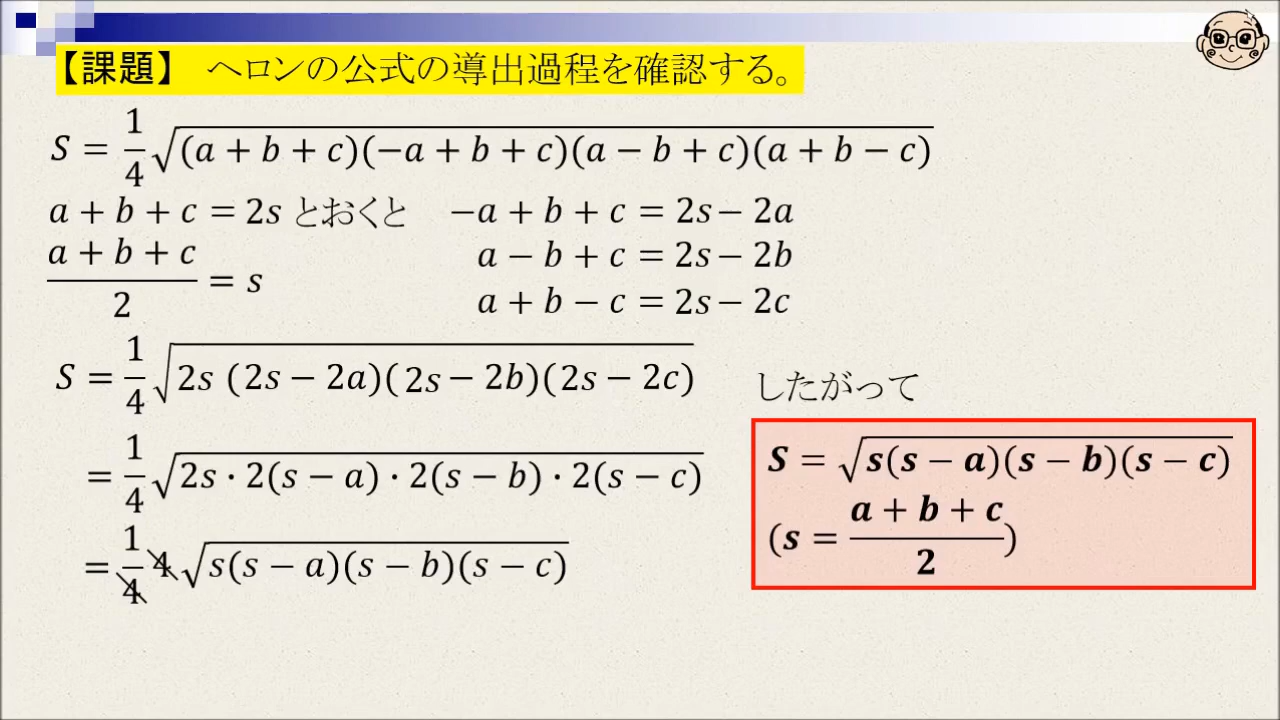 【課題】 ヘロンの公式の導出過程を確認する。
S = 1/4 √(a + b + c)(−a + b + c)(a − b + c)(a + b − c)
a + b + c = 2s とおくと −a + b + c = 2s − 2a
(a + b + c)/2 = s
a − b + c = 2s − 2b
a + b − c = 2s − 2c
S = 1/4 √2s (2s − 2a)(2s − 2b)(2s − 2c)
= 1/4 √2s · 2(s − a) · 2(s − b) · 2(s − c)
= 1/4 4 √s(s − a)(s − b)(s − c)
したがって
S = √s(s − a)(s − b)(s − c)
(s = (a + b + c)/2)